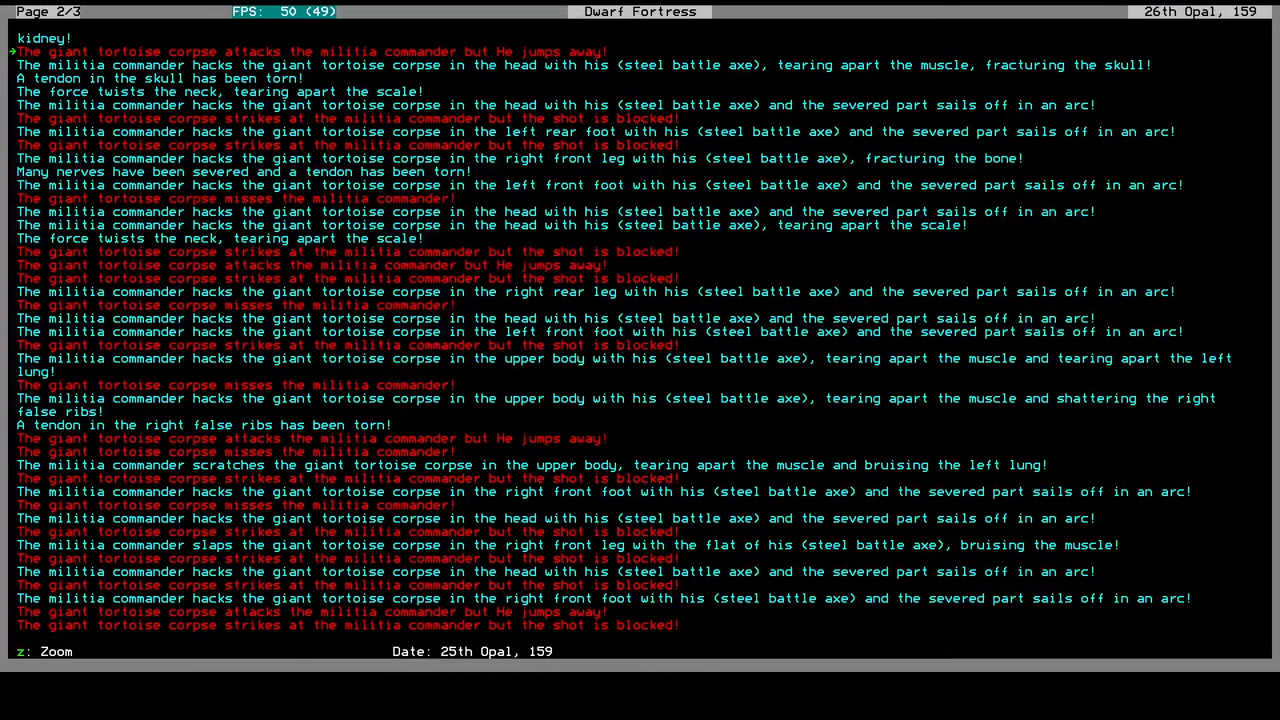 Page 2/3 FPS: 50 (49) Dwarf Fortress 26th Opal, 159
kidney!
The giant tortoise corpse attacks the militia commander but He jumps away!
The militia commander hacks the giant tortoise corpse in the head with his (steel battle axe), tearing apart the muscle, fracturing the skull!
A tendon in the skull has been torn!
The force twists the neck, tearing apart the scale!
The militia commander hacks the giant tortoise corpse in the head with his (steel battle axe) and the severed part sails off in an arc!
The giant tortoise corpse strikes at the militia commander but the shot is blocked!
The militia commander hacks the giant tortoise corpse in the left rear foot with his (steel battle axe) and the severed part sails off in an arc!
The giant tortoise corpse strikes at the militia commander but the shot is blocked!
The militia commander hacks the giant tortoise corpse in the right front leg with his (steel battle axe), fracturing the bone!
Many nerves have been severed and a tendon has been torn!
The militia commander hacks the giant tortoise corpse in the left front foot with his (steel battle axe) and the severed part sails off in an arc!
The giant tortoise corpse misses the militia commander!
The militia commander hacks the giant tortoise corpse in the head with his (steel battle axe) and the severed part sails off in an arc!
The militia commander hacks the giant tortoise corpse in the head with his (steel battle axe), tearing apart the scale!
The force twists the neck, tearing apart the scale!
The giant tortoise corpse strikes at the militia commander but the shot is blocked!
The giant tortoise corpse attacks the militia commander but He jumps away!
The giant tortoise corpse strikes at the militia commander but the shot is blocked!
The militia commander hacks the giant tortoise corpse in the right rear leg with his (steel battle axe) and the severed part sails off in an arc!
The giant tortoise corpse misses the militia commander!
The militia commander hacks the giant tortoise corpse in the head with his (steel battle axe) and the severed part sails off in an arc!
The militia commander hacks the giant tortoise corpse in the left front foot with his (steel battle axe) and the severed part sails off in an arc!
The giant tortoise corpse strikes at the militia commander but the shot is blocked!
The militia commander hacks the giant tortoise corpse in the upper body with his (steel battle axe), tearing apart the muscle and tearing apart the left
lung!
The giant tortoise corpse misses the militia commander!
The militia commander hacks the giant tortoise corpse in the upper body with his (steel battle axe), tearing apart the muscle and shattering the right
false ribs!
A tendon in the right false ribs has been torn!
The giant tortoise corpse attacks the militia commander but He jumps away!
The giant tortoise corpse misses the militia commander!
The militia commander scratches the giant tortoise corpse in the upper body, tearing apart the muscle and bruising the left lung!
The giant tortoise corpse strikes at the militia commander but the shot is blocked!
The militia commander hacks the giant tortoise corpse in the right front foot with his (steel battle axe) and the severed part sails off in an arc!
The giant tortoise corpse misses the militia commander!
The militia commander hacks the giant tortoise corpse in the head with his (steel battle axe) and the severed part sails off in an arc!
The giant tortoise corpse strikes at the militia commander but the shot is blocked!
The militia commander slaps the giant tortoise corpse in the right front leg with the flat of his (steel battle axe), bruising the muscle!
The giant tortoise corpse strikes at the militia commander but the shot is blocked!
The militia commander hacks the giant tortoise corpse in the head with his (steel battle axe) and the severed part sails off in an arc!
The giant tortoise corpse strikes at the militia commander but the shot is blocked!
The militia commander hacks the giant tortoise corpse in the right front foot with his (steel battle axe) and the severed part sails off in an arc!
The giant tortoise corpse attacks the militia commander but He jumps away!
The giant tortoise corpse strikes at the militia commander but the shot is blocked!
z: Zoom Date: 25th Opal, 159